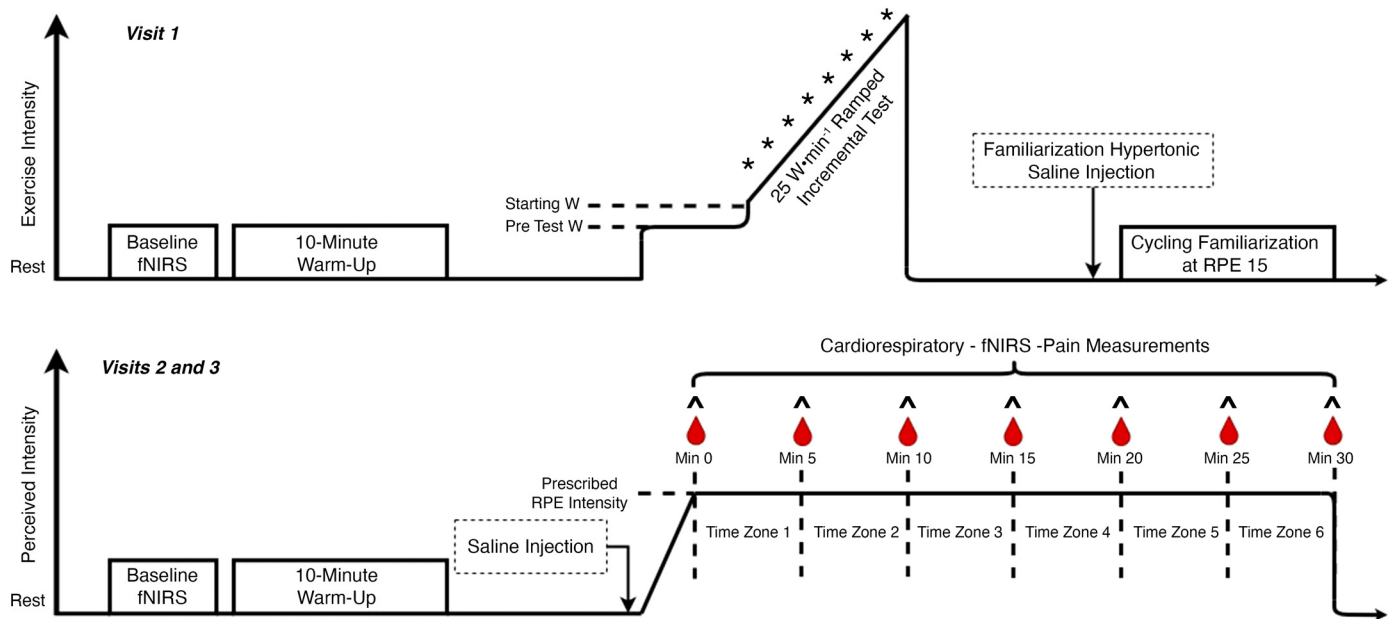 Visit 1
Exercise Intensity
Rest
Baseline
fNIRS
10-Minute
Warm-Up
Starting W
Pre Test W
* * * * * * * *
25 W•min⁻¹ Ramped
Incremental Test
Familiarization Hypertonic
Saline Injection
Cycling Familiarization
at RPE 15
Visits 2 and 3
Perceived Intensity
Rest
Baseline
fNIRS
10-Minute
Warm-Up
Saline Injection
Prescribed
RPE Intensity
Cardiorespiratory - fNIRS -Pain Measurements
^ ^ ^ ^ ^ ^ ^
Min 0 Min 5 Min 10 Min 15 Min 20 Min 25 Min 30
Time Zone 1 Time Zone 2 Time Zone 3 Time Zone 4 Time Zone 5 Time Zone 6